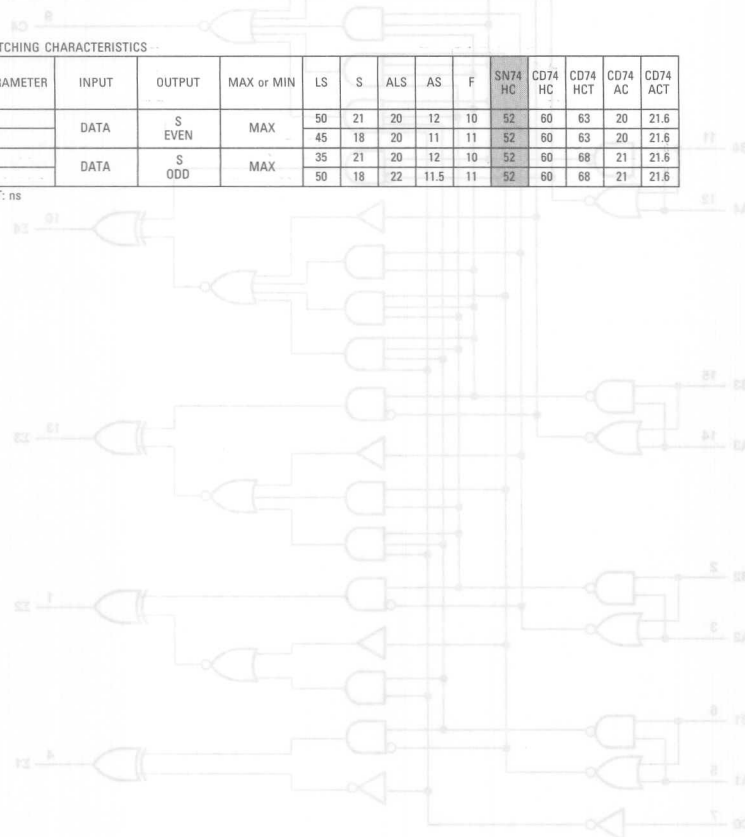 TCHING CHARACTERISTICS
AMETER INPUT OUTPUT MAX or MIN LS S ALS AS F SN74 HC CD74 HC CD74 HCT CD74 AC CD74 ACT
DATA S EVEN MAX 50 21 20 12 10 52 60 63 20 21.6
45 18 20 11 11 52 60 63 20 21.6
DATA S ODD MAX 35 21 20 12 10 52 60 68 21 21.6
50 18 22 11.5 11 52 60 68 21 21.6
: ns